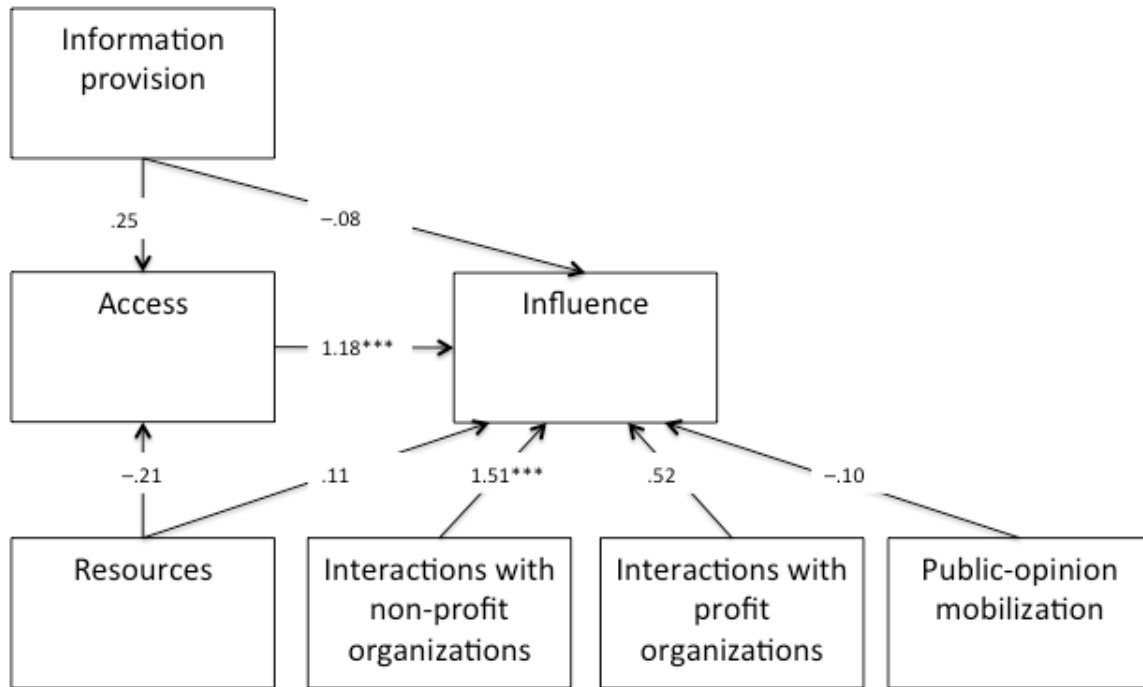 Information
provision
.25
–.08
Access
Influence
1.18***
–.21
.11
1.51***
.52
–.10
Resources
Interactions with
non-profit
organizations
Interactions with
profit
organizations
Public-opinion
mobilization